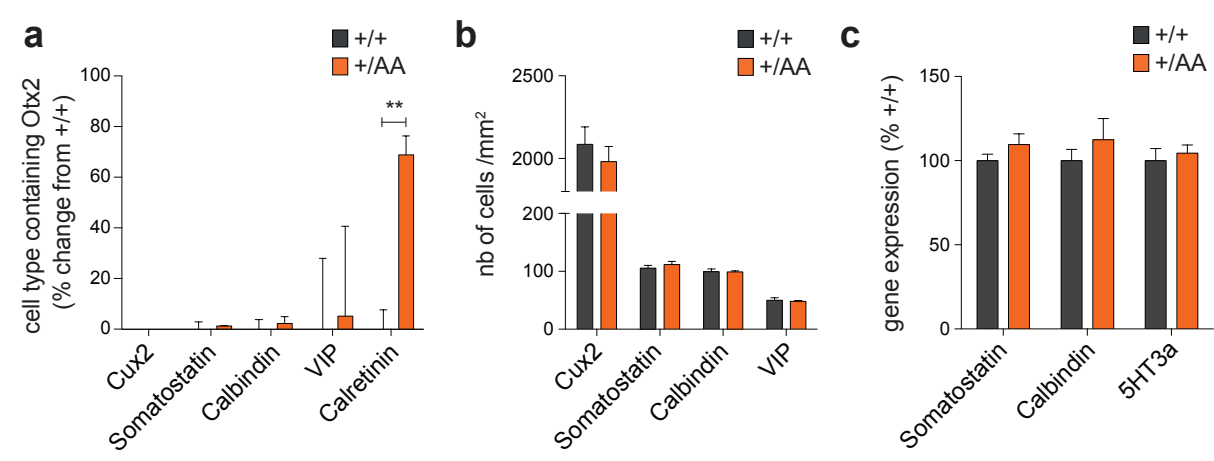 a
+/+
+/AA
cell type containing Otx2
(% change from +/+)
100
80
60
40
20
0
**
Cux2
Somatostatin
Calbindin
VIP
Calretinin
b
+/+
+/AA
nb of cells /mm²
2500
2000
200
100
0
Cux2
Somatostatin
Calbindin
VIP
c
+/+
+/AA
gene expression (% +/+)
150
100
50
0
Somatostatin
Calbindin
5HT3a